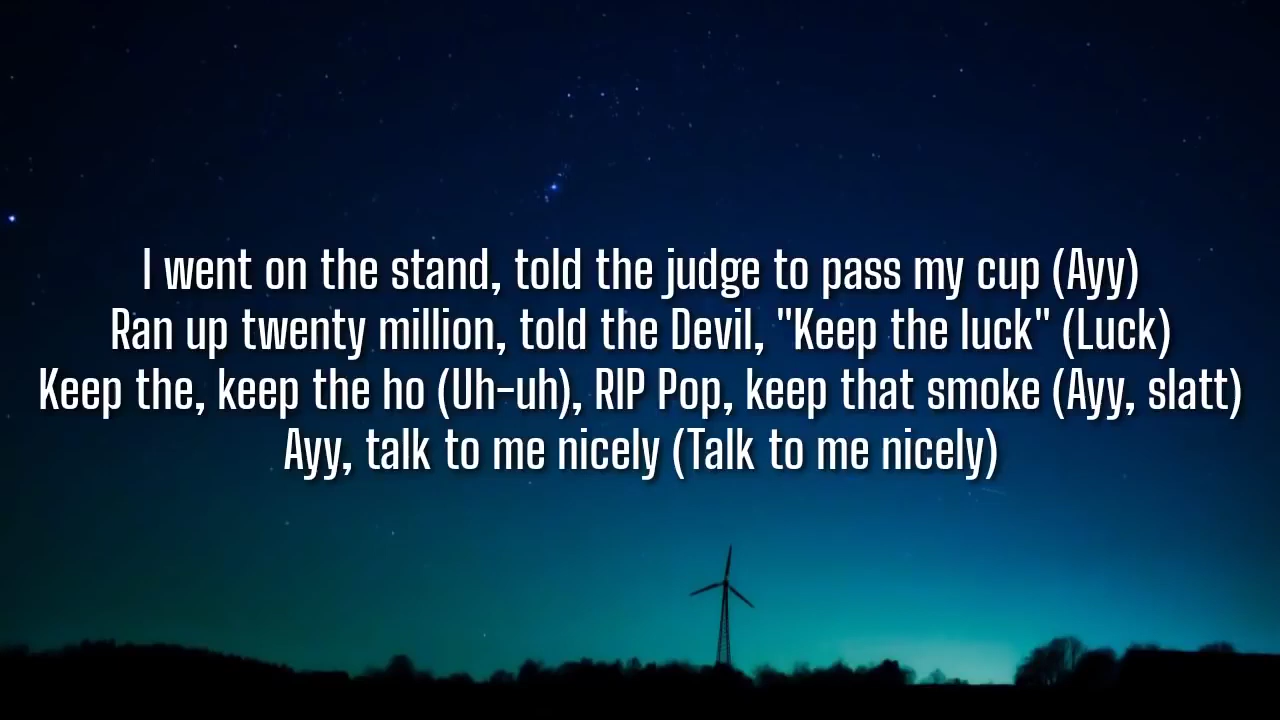 I went on the stand, told the judge to pass my cup (Ayy)
Ran up twenty million, told the Devil, "Keep the luck" (Luck)
Keep the, keep the ho (Uh-uh), RIP Pop, keep that smoke (Ayy, slatt)
Ayy, talk to me nicely (Talk to me nicely)